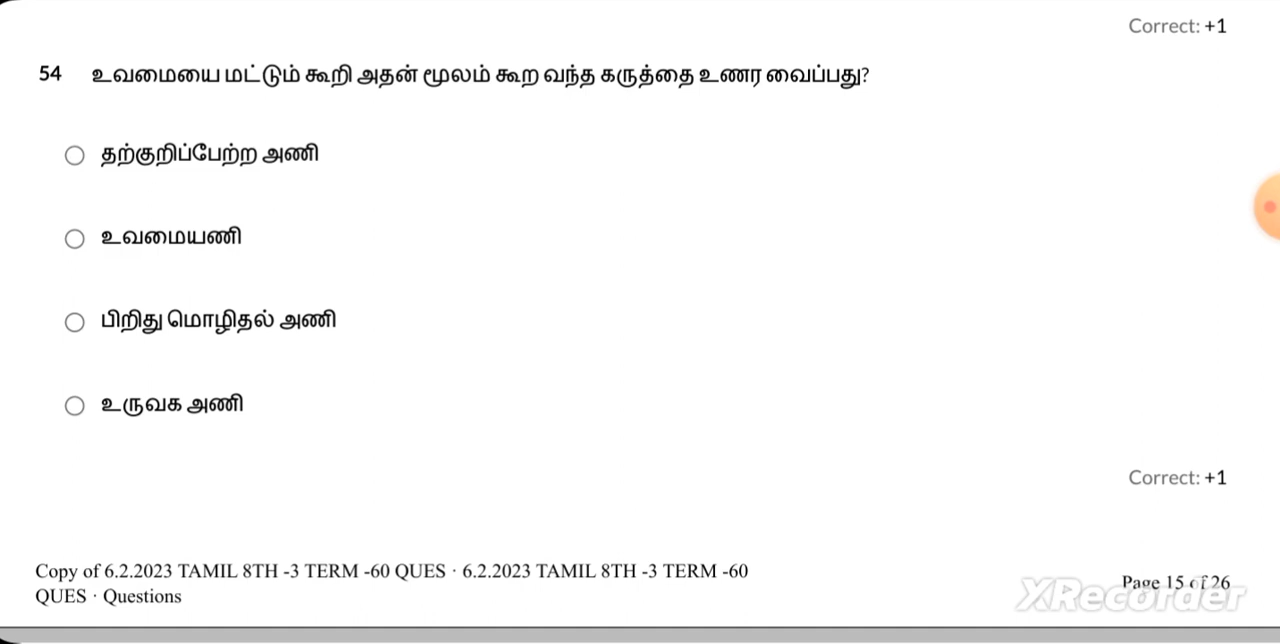 Correct: +1
54 உவமையை மட்டும் கூறி அதன் மூலம் கூற வந்த கருத்தை உணர வைப்பது?
தற்குறிப்பேற்ற அணி
உவமையணி
பிறிது மொழிதல் அணி
உருவக அணி
Correct: +1
Copy of 6.2.2023 TAMIL 8TH -3 TERM -60 QUES · 6.2.2023 TAMIL 8TH -3 TERM -60
QUES · Questions
Page 15 of 26
XRecorder